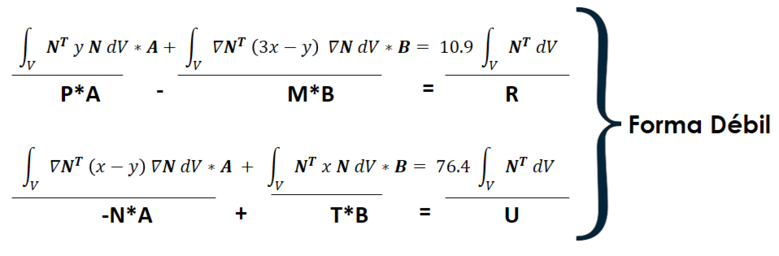 ∫_V N^T y N dV * A + ∫_V ∇N^T (3x − y) ∇N dV * B = 10.9 ∫_V N^T dV
P*A - M*B = R
Forma Débil
∫_V ∇N^T (x − y) ∇N dV * A + ∫_V N^T x N dV * B = 76.4 ∫_V N^T dV
-N*A + T*B = U